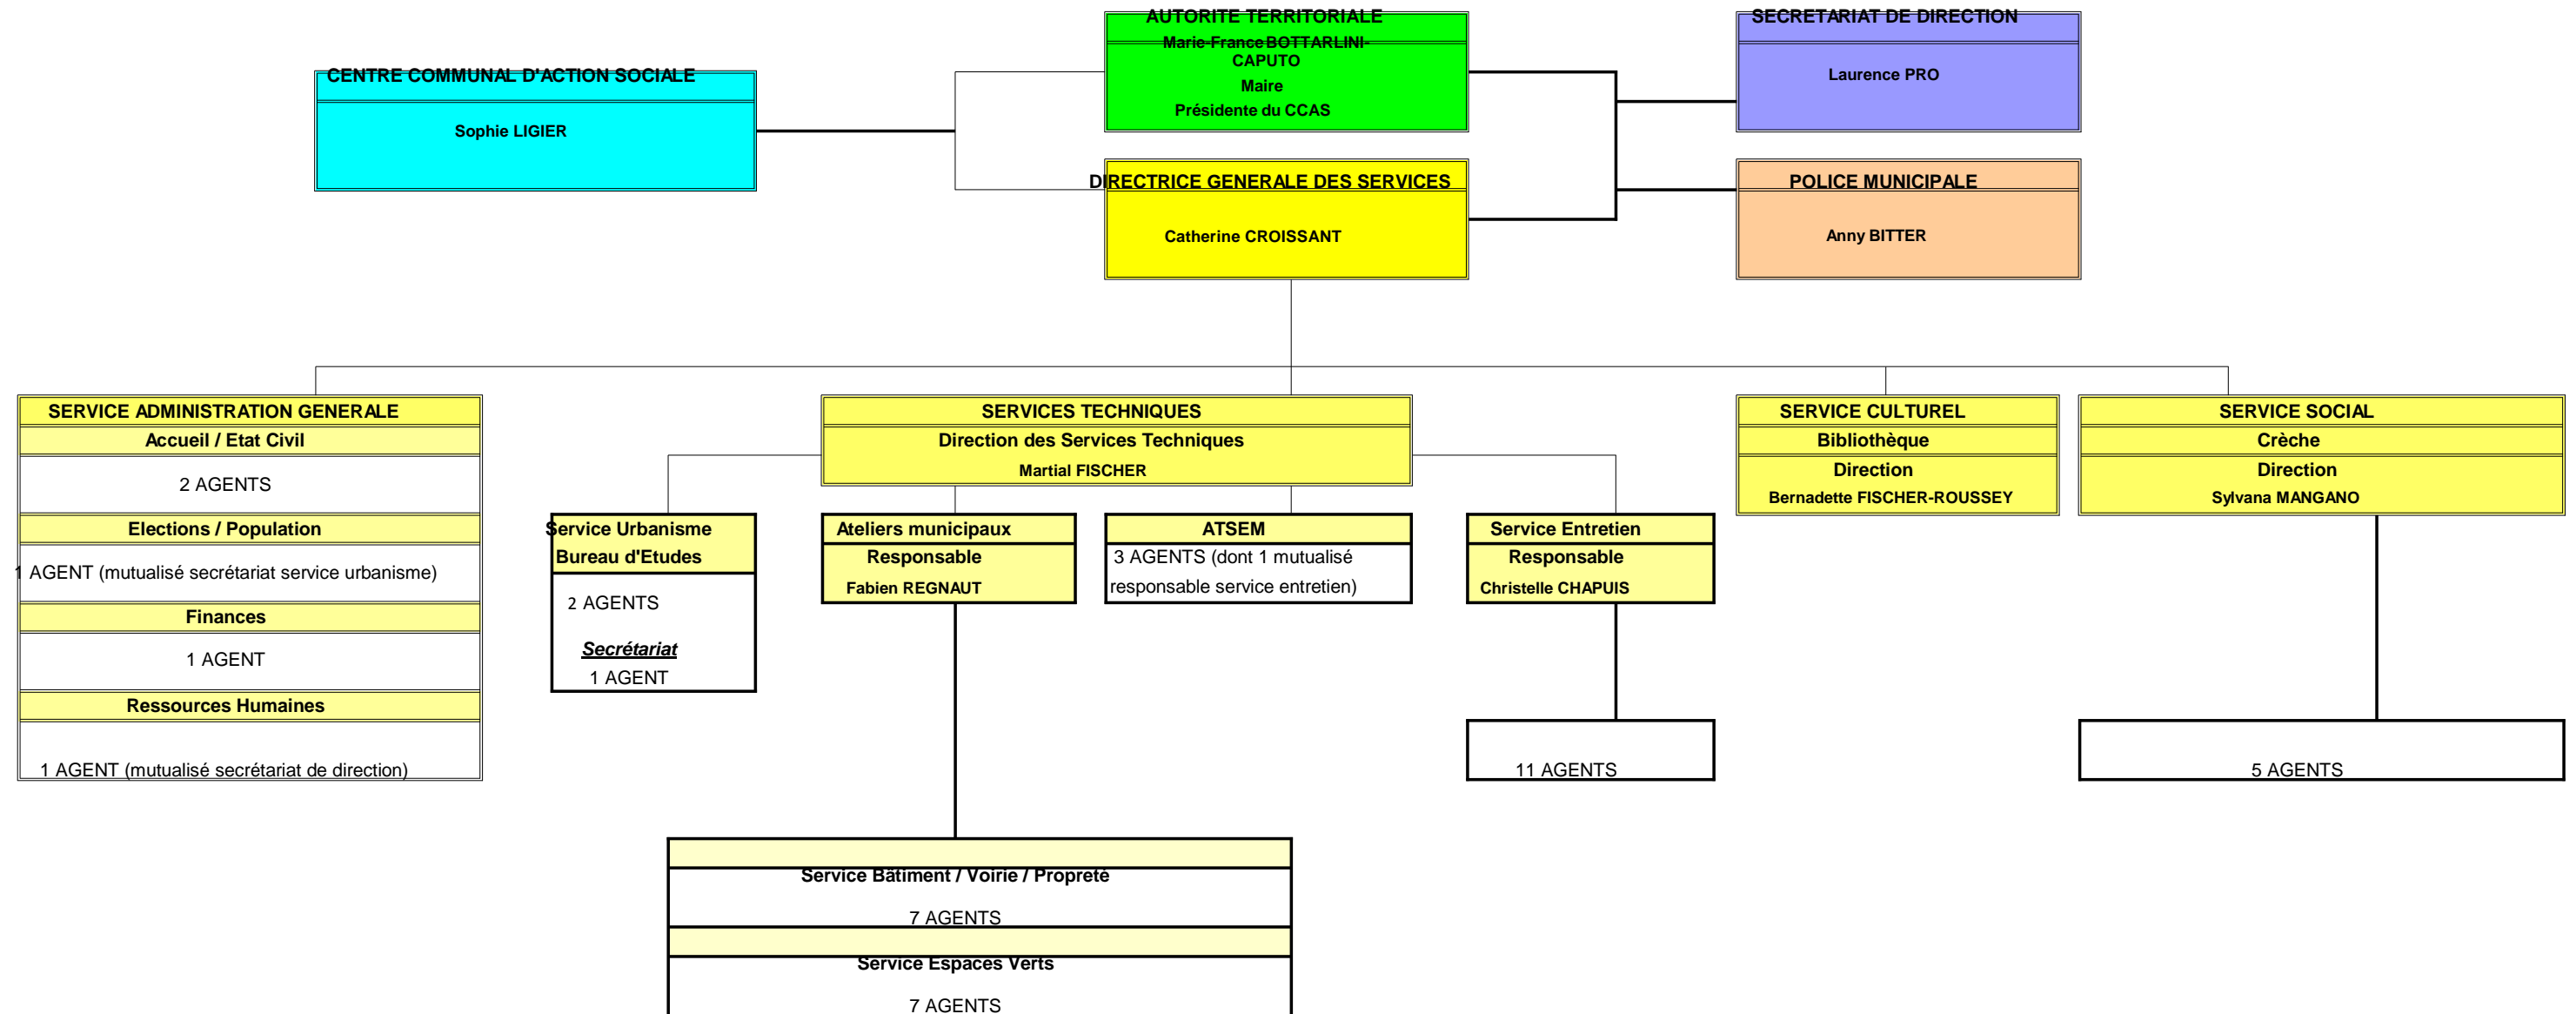 AUTORITE TERRITORIALE
Marie-France BOTTARLINI-
CAPUTO
Maire
Présidente du CCAS
SECRETARIAT DE DIRECTION
Laurence PRO
CENTRE COMMUNAL D'ACTION SOCIALE
Sophie LIGIER
DIRECTRICE GENERALE DES SERVICES
Catherine CROISSANT
POLICE MUNICIPALE
Anny BITTER
SERVICE ADMINISTRATION GENERALE
Accueil / Etat Civil
2 AGENTS
Elections / Population
1 AGENT (mutualisé secrétariat service urbanisme)
Finances
1 AGENT
Ressources Humaines
1 AGENT (mutualisé secrétariat de direction)
SERVICES TECHNIQUES
Direction des Services Techniques
Martial FISCHER
Service Urbanisme
Bureau d'Etudes
2 AGENTS
Secrétariat
1 AGENT
Ateliers municipaux
Responsable
Fabien REGNAUT
ATSEM
3 AGENTS (dont 1 mutualisé
responsable service entretien)
Service Entretien
Responsable
Christelle CHAPUIS
11 AGENTS
SERVICE CULTUREL
Bibliothèque
Direction
Bernadette FISCHER-ROUSSEY
SERVICE SOCIAL
Crèche
Direction
Sylvana MANGANO
5 AGENTS
Service Bâtiment / Voirie / Propreté
7 AGENTS
Service Espaces Verts
7 AGENTS